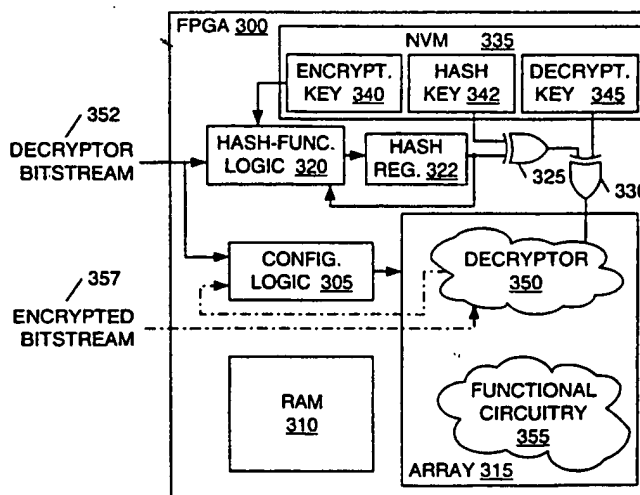 FPGA 300
NVM 335
ENCRYPT.
KEY 340
HASH
KEY 342
DECRYPT.
KEY 345
352
DECRYPTOR
BITSTREAM
HASH-FUNC.
LOGIC 320
HASH
REG. 322
325
330
357
ENCRYPTED
BITSTREAM
CONFIG.
LOGIC 305
DECRYPTOR
350
RAM
310
FUNCTIONAL
CIRCUITRY
355
ARRAY 315